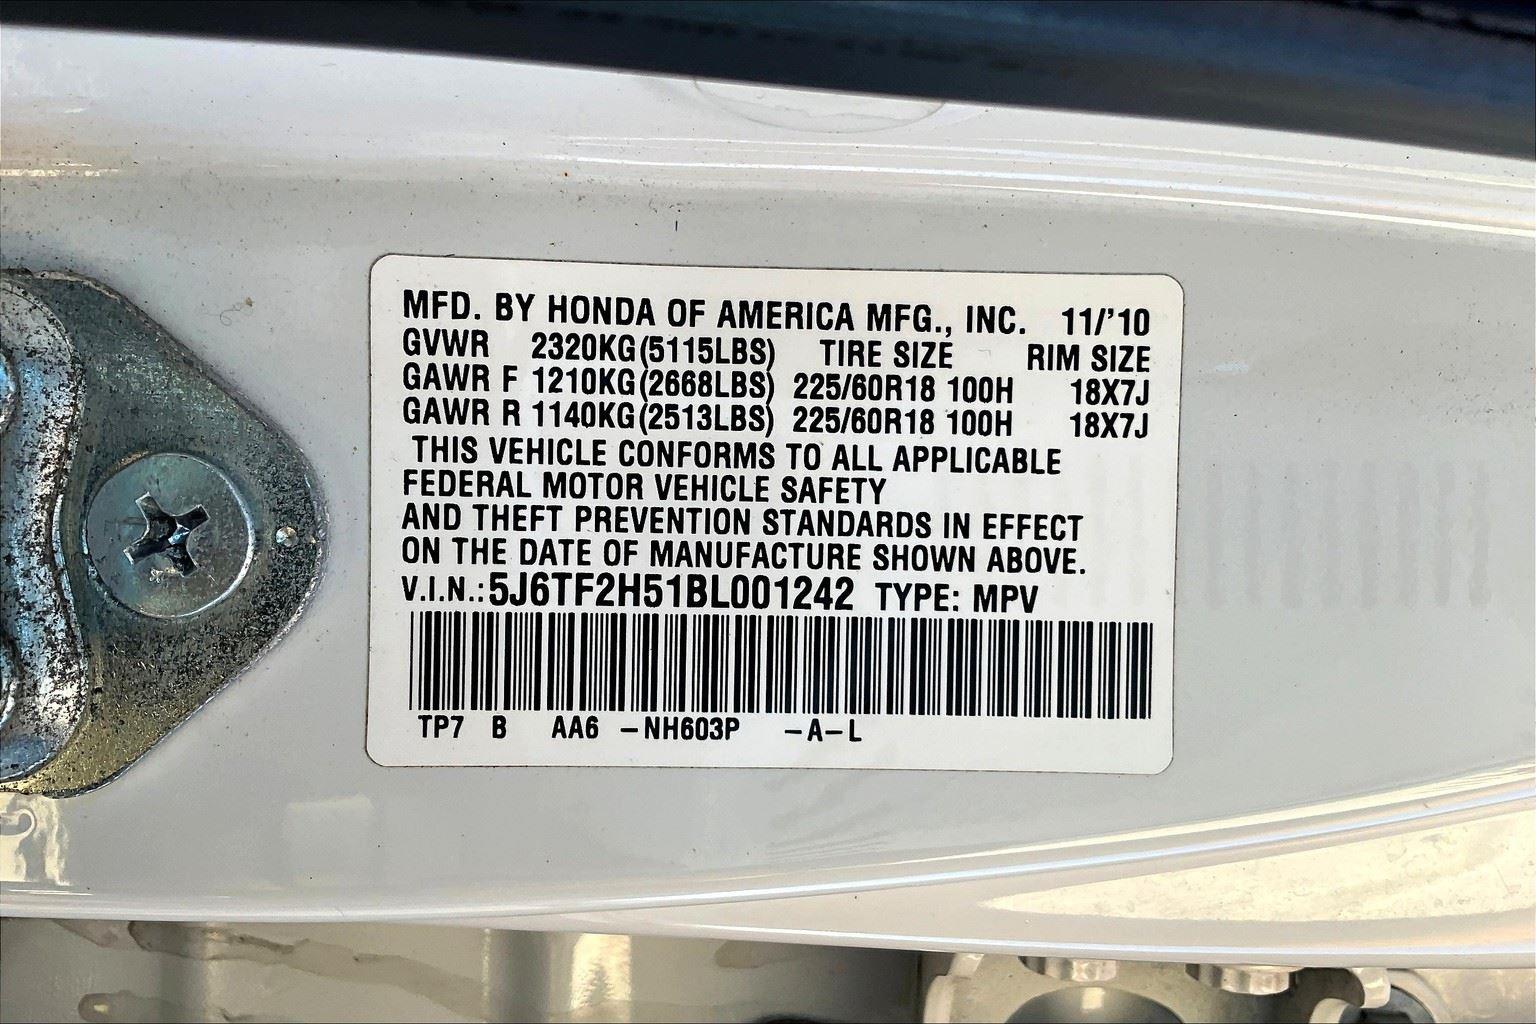 MFD. BY HONDA OF AMERICA MFG., INC. 11/'10
GVWR 2320KG(5115LBS) TIRE SIZE RIM SIZE
GAWR F 1210KG(2668LBS) 225/60R18 100H 18X7J
GAWR R 1140KG(2513LBS) 225/60R18 100H 18X7J
THIS VEHICLE CONFORMS TO ALL APPLICABLE
FEDERAL MOTOR VEHICLE SAFETY
AND THEFT PREVENTION STANDARDS IN EFFECT
ON THE DATE OF MANUFACTURE SHOWN ABOVE.
V.I.N.: 5J6TF2H51BL001242 TYPE: MPV
TP7 B AA6 -NH603P -A-L